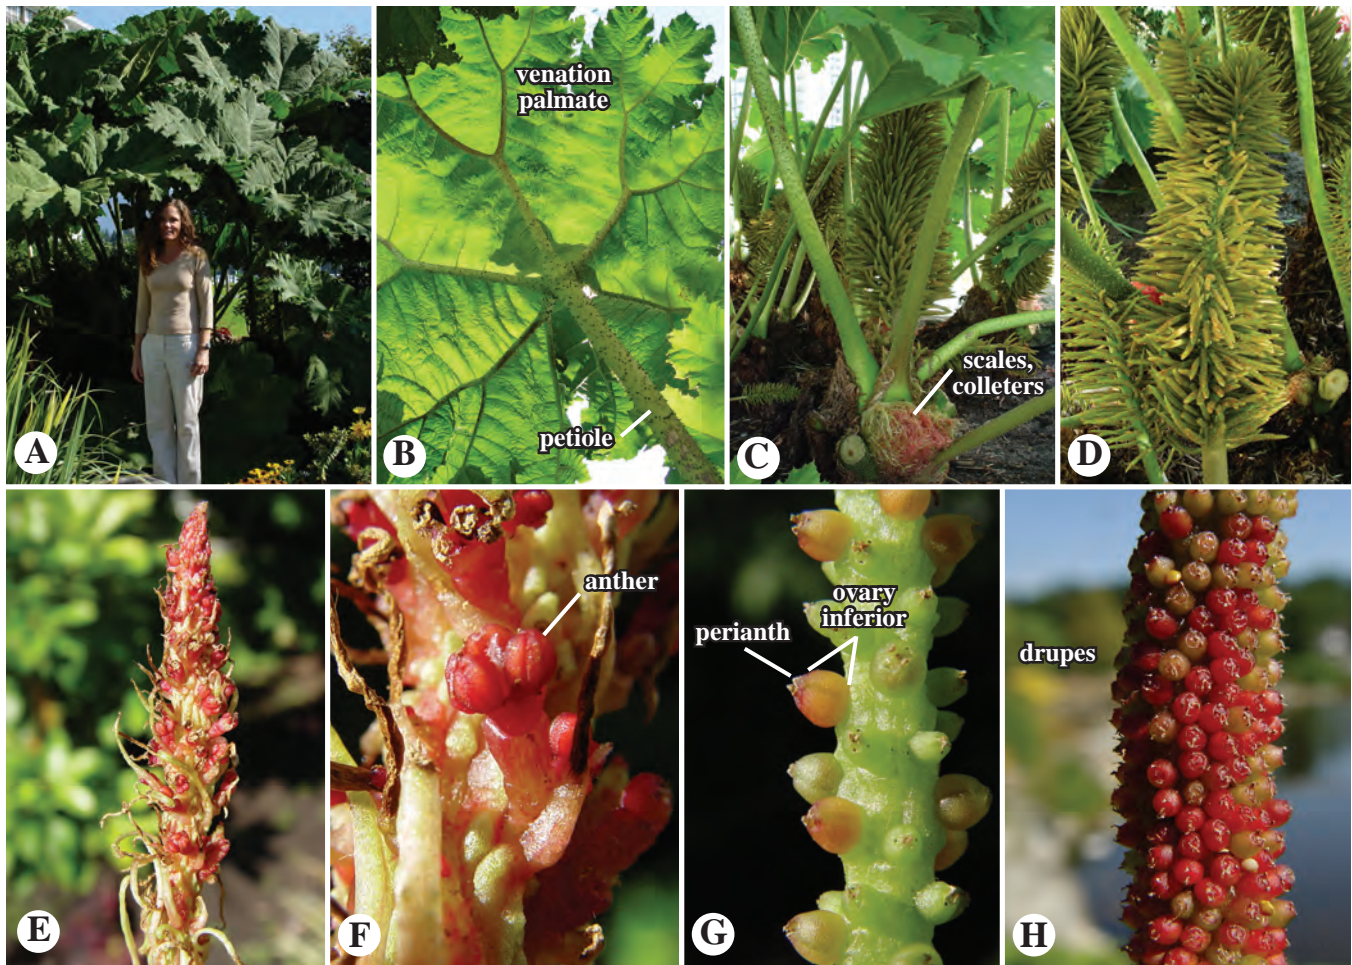 venation
palmate
petiole
A
B
scales,
colleters
C
D
anther
E
F
ovary
inferior
perianth
G
drupes
H